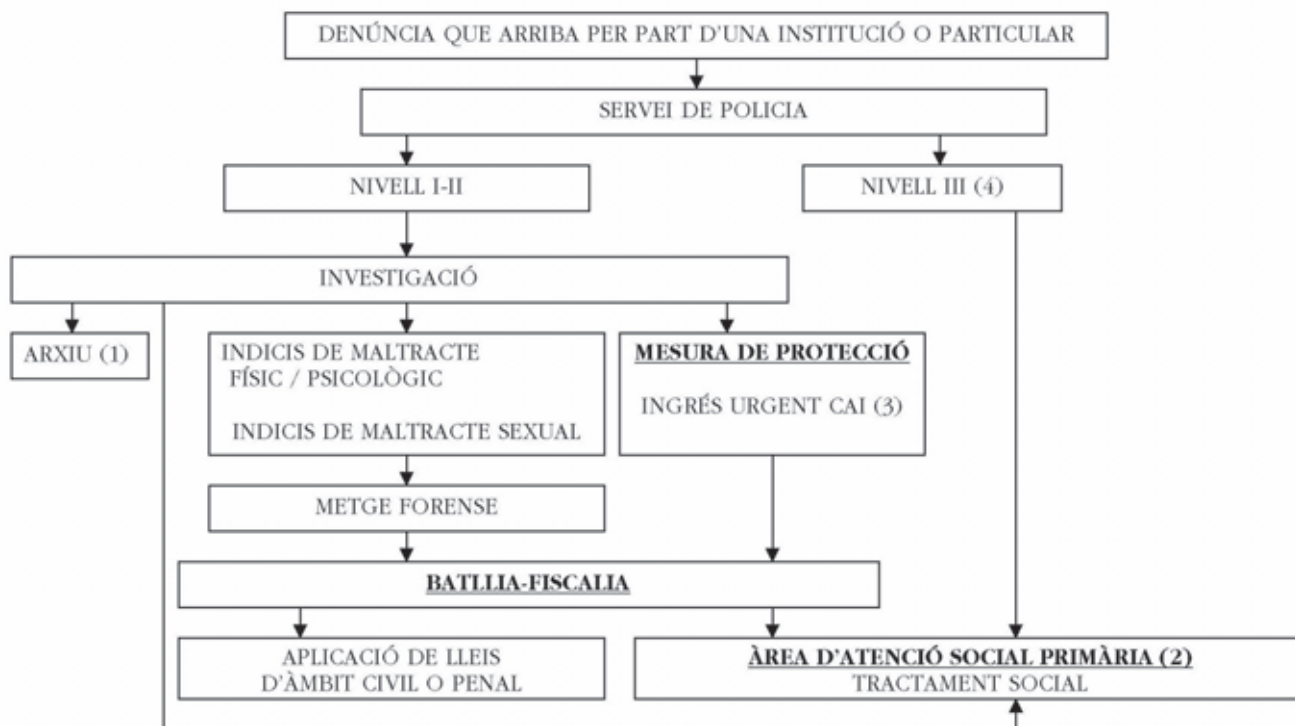 DENÚNCIA QUE ARRIBA PER PART D'UNA INSTITUCIÓ O PARTICULAR
SERVEI DE POLICIA
NIVELL I-II
NIVELL III (4)
INVESTIGACIÓ
ARXIU (1)
INDICIS DE MALTRACTE
FÍSIC / PSICOLÒGIC
INDICIS DE MALTRACTE SEXUAL
MESURA DE PROTECCIÓ
INGRÉS URGENT CAI (3)
METGE FORENSE
BATLLIA-FISCALIA
APLICACIÓ DE LLEIS
D'ÀMBIT CIVIL O PENAL
ÀREA D'ATENCIÓ SOCIAL PRIMÀRIA (2)
TRACTAMENT SOCIAL